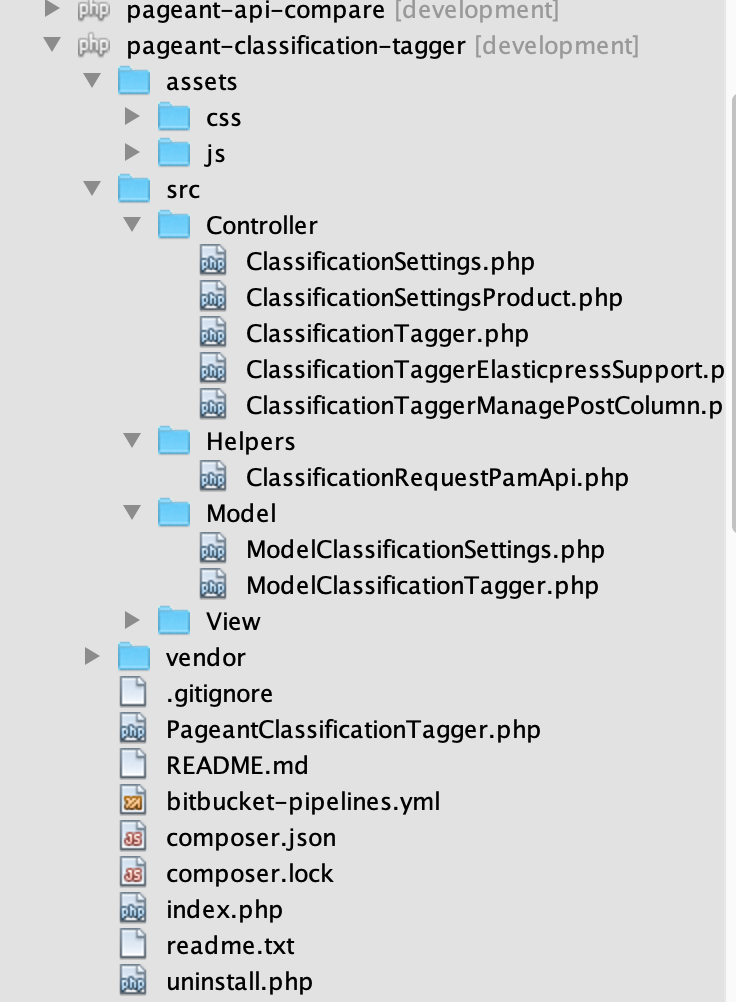 pageant-api-compare [development]
pageant-classification-tagger [development]
assets
css
js
src
Controller
ClassificationSettings.php
ClassificationSettingsProduct.php
ClassificationTagger.php
ClassificationTaggerElasticpressSupport.p
ClassificationTaggerManagePostColumn.p
Helpers
ClassificationRequestPamApi.php
Model
ModelClassificationSettings.php
ModelClassificationTagger.php
View
vendor
.gitignore
PageantClassificationTagger.php
README.md
bitbucket-pipelines.yml
composer.json
composer.lock
index.php
readme.txt
uninstall.php